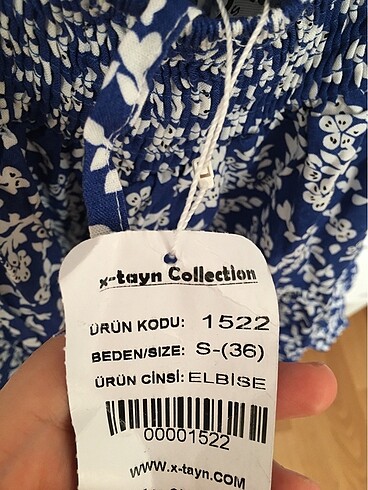 x-tayn Collection
ÜRÜN KODU: 1522
BEDEN/SIZE: S-(36)
ÜRÜN CİNSİ: ELBİSE
00001522
WWW.x-tayn.COM